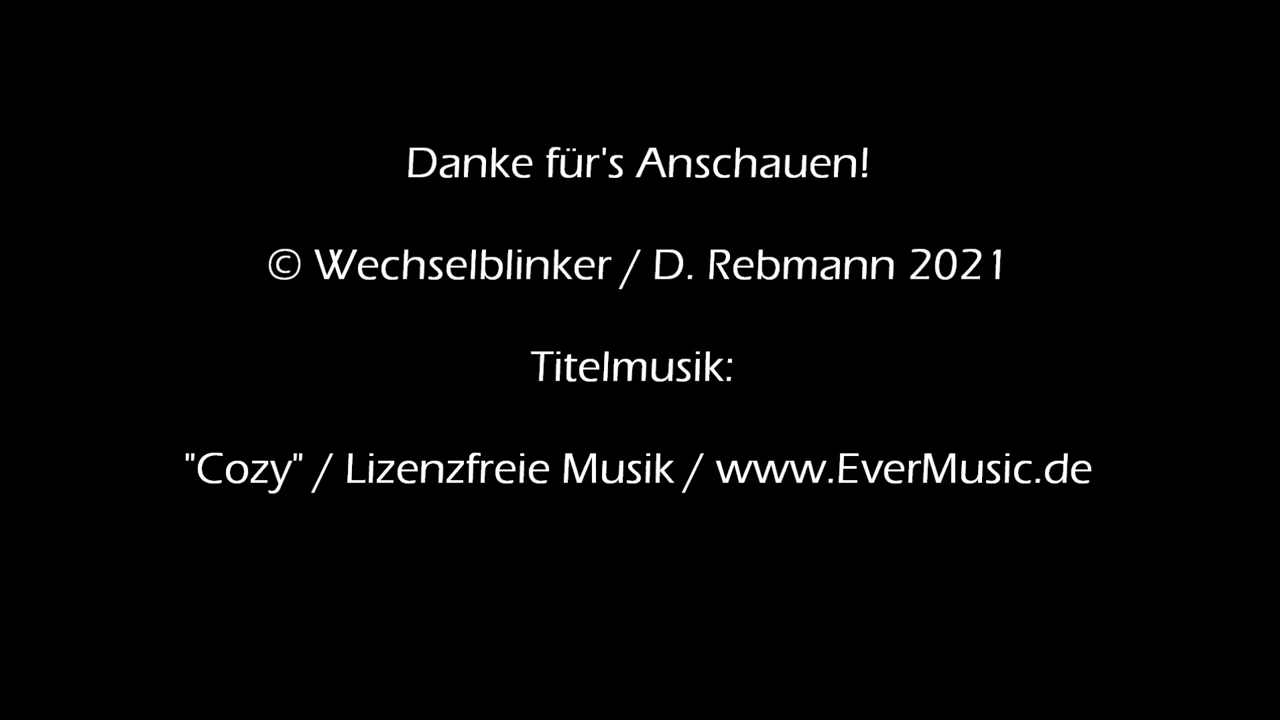 Danke für's Anschauen!
© Wechselblinker / D. Rebmann 2021
Titelmusik:
"Cozy" / Lizenzfreie Musik / www.EverMusic.de